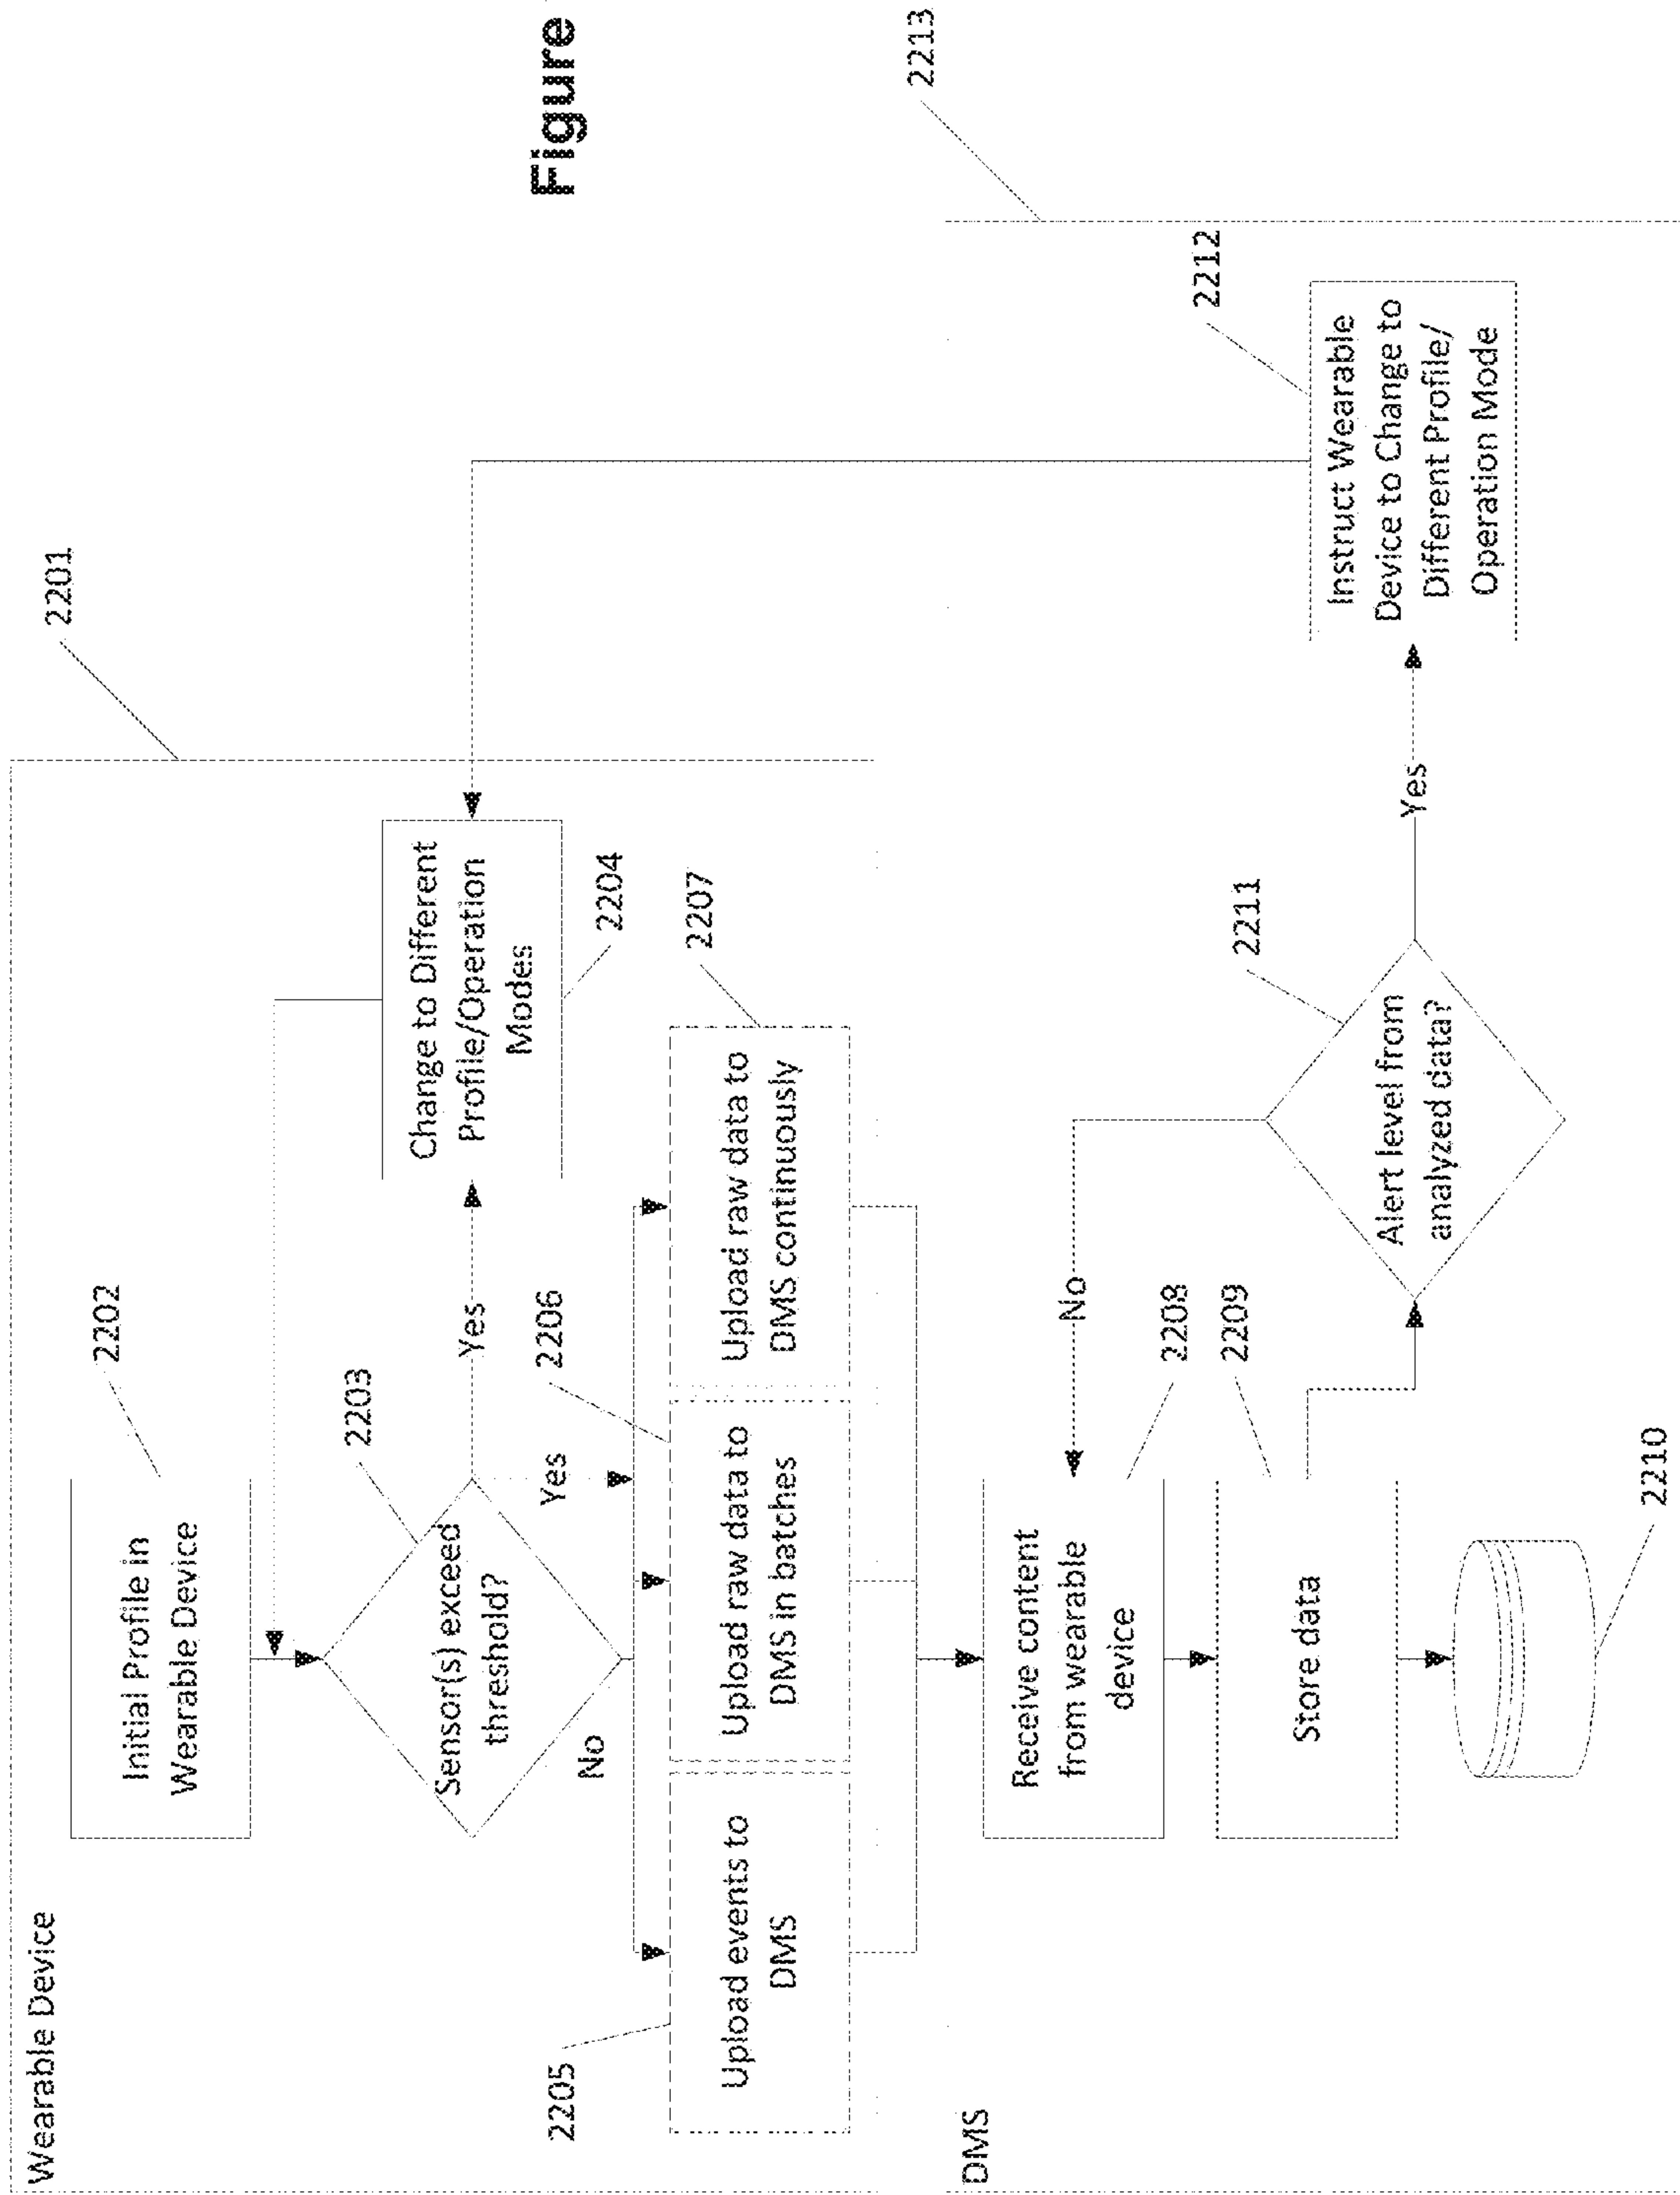 Wearable Device
2201
Initial Profile in
Wearable Device
2202
Sensor(s) exceed
threshold?
2203
Yes
Change to Different
Profile/Operation
Modes
2204
Yes
No
2205
Upload events to
DMS
2206
Upload raw data to
DMS in batches
2207
Upload raw data to
DMS continuously
Figure
DMS
2213
Receive content
from wearable
device
2208
No
Store data
2209
2210
Alert level from
analyzed data?
2211
Yes
Instruct Wearable
Device to Change to
Different Profile/
Operation Mode
2212